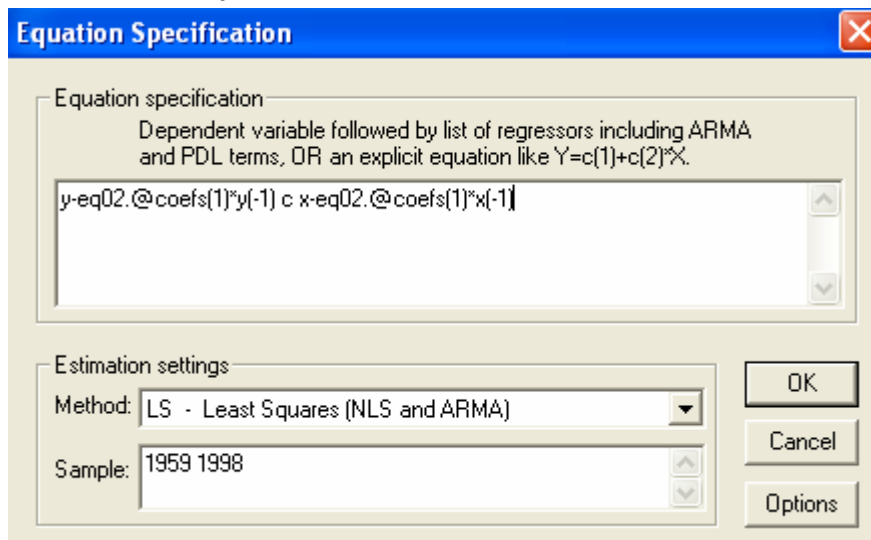 Equation Specification
Equation specification
Dependent variable followed by list of regressors including ARMA
and PDL terms, OR an explicit equation like Y=c(1)+c(2)*X.
y-eq02.@coefs(1)*y(-1) c x-eq02.@coefs(1)*x(-1)
Estimation settings
Method: LS - Least Squares (NLS and ARMA)
Sample: 1959 1998
OK
Cancel
Options